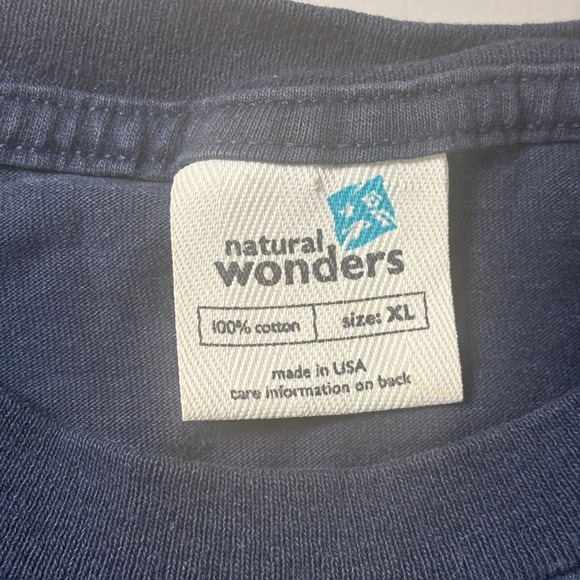 natural
wonders
100% cotton size: XL
made in USA
care information on back